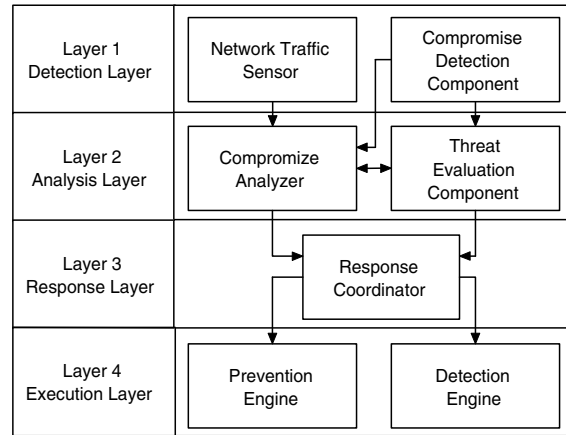 Layer 1
Detection Layer
Network Traffic
Sensor
Compromise
Detection
Component
Layer 2
Analysis Layer
Compromize
Analyzer
Threat
Evaluation
Component
Layer 3
Response Layer
Response
Coordinator
Layer 4
Execution Layer
Prevention
Engine
Detection
Engine